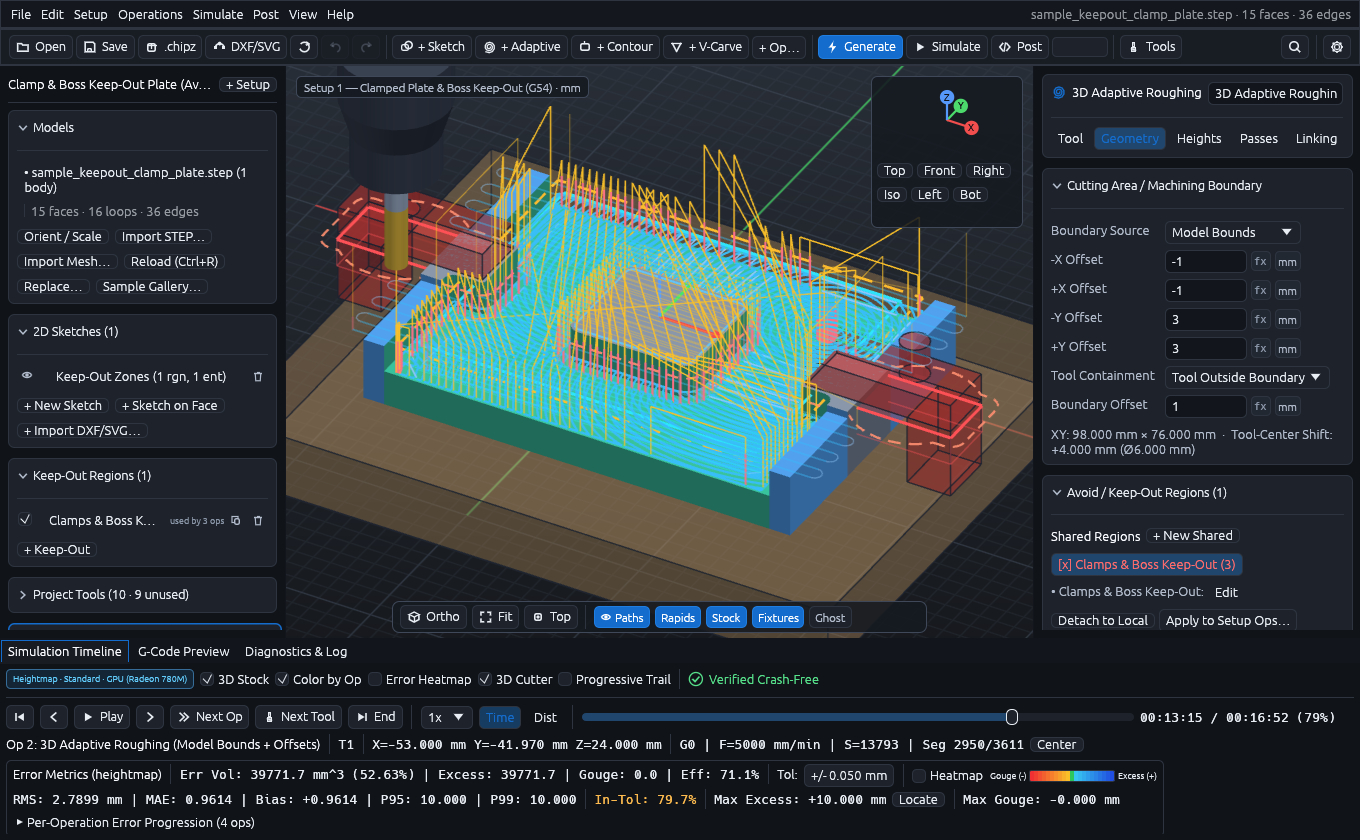 File Edit Setup Operations Simulate Post View Help sample_keepout_clamp_plate.step · 15 faces · 36 edges
Open Save .chipz DXF/SVG + Sketch + Adaptive + Contour + V-Carve + Op... Generate Simulate Post Tools
Clamp & Boss Keep-Out Plate (Av... + Setup
Models
• sample_keepout_clamp_plate.step (1
body)
15 faces · 16 loops · 36 edges
Orient / Scale Import STEP...
Import Mesh... Reload (Ctrl+R)
Replace... Sample Gallery...
2D Sketches (1)
Keep-Out Zones (1 rgn, 1 ent)
+ New Sketch + Sketch on Face
+ Import DXF/SVG...
Keep-Out Regions (1)
Clamps & Boss K... used by 3 ops
+ Keep-Out
Project Tools (10 · 9 unused)
Setup 1 — Clamped Plate & Boss Keep-Out (G54) · mm
Z
Y
X
Top Front Right
Iso Left Bot
Ortho Fit Top Paths Rapids Stock Fixtures Ghost
3D Adaptive Roughing 3D Adaptive Roughin
Tool Geometry Heights Passes Linking
Cutting Area / Machining Boundary
Boundary Source Model Bounds
-X Offset -1 fx mm
+X Offset -1 fx mm
-Y Offset 3 fx mm
+Y Offset 3 fx mm
Tool Containment Tool Outside Boundary
Boundary Offset 1 fx mm
XY: 98.000 mm × 76.000 mm · Tool-Center Shift:
+4.000 mm (Ø6.000 mm)
Avoid / Keep-Out Regions (1)
Shared Regions + New Shared
[x] Clamps & Boss Keep-Out (3)
• Clamps & Boss Keep-Out: Edit
Detach to Local Apply to Setup Ops...
Simulation Timeline G-Code Preview Diagnostics & Log
Heightmap · Standard · GPU (Radeon 780M) 3D Stock Color by Op Error Heatmap 3D Cutter Progressive Trail Verified Crash-Free
Play Next Op Next Tool End 1x Time Dist 00:13:15 / 00:16:52 (79%)
Op 2: 3D Adaptive Roughing (Model Bounds + Offsets) T1 X=-53.000 mm Y=-41.970 mm Z=24.000 mm G0 | F=5000 mm/min | S=13793 | Seg 2950/3611 Center
Error Metrics (heightmap) Err Vol: 39771.7 mm^3 (52.63%) | Excess: 39771.7 | Gouge: 0.0 | Eff: 71.1% Tol: +/-0.050 mm Heatmap Gouge (-) Excess (+)
RMS: 2.7899 mm | MAE: 0.9614 | Bias: +0.9614 | P95: 10.000 | P99: 10.000 In-Tol: 79.7% Max Excess: +10.000 mm Locate Max Gouge: -0.000 mm
Per-Operation Error Progression (4 ops)